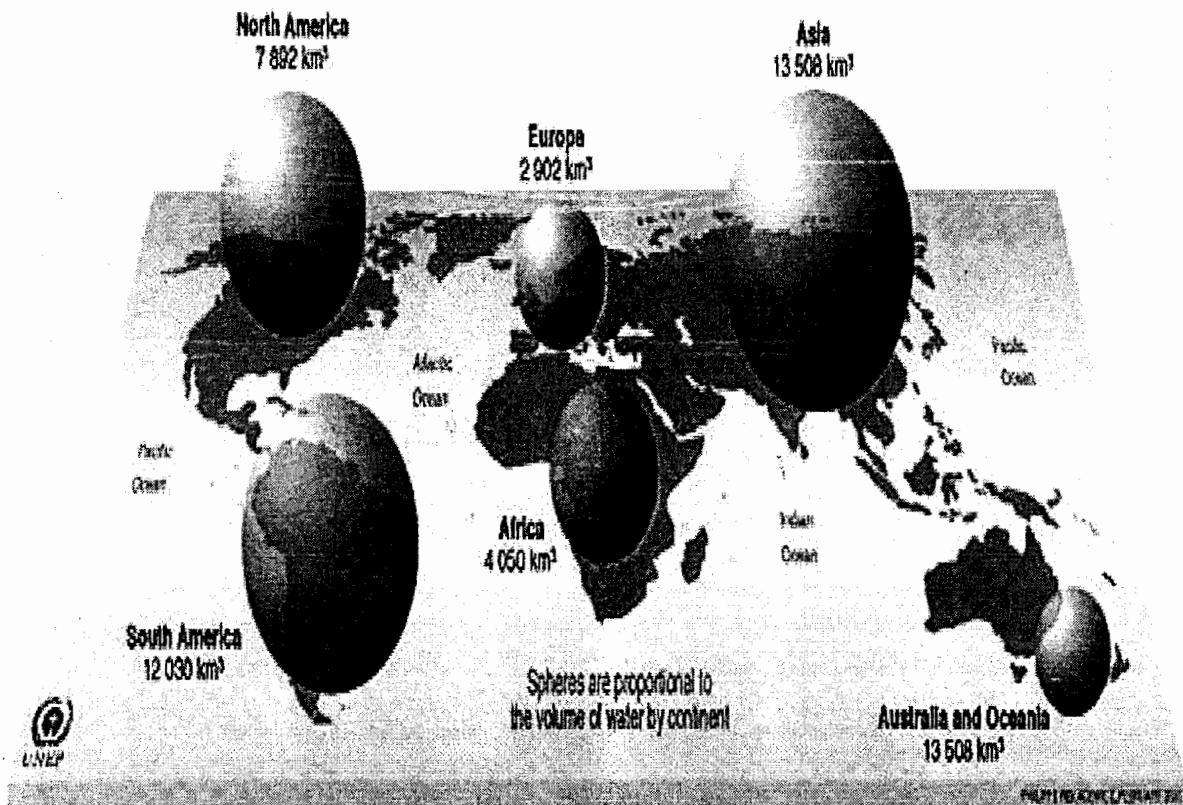 North America
7 892 km³
Asia
13 508 km³
Europe
2 902 km³
Atlantic
Ocean
Pacific
Ocean
Pacific
Ocean
Africa
4 050 km³
Indian
Ocean
South America
12 030 km³
Spheres are proportional to
the volume of water by continent
Australia and Oceania
13 508 km³
UNEP